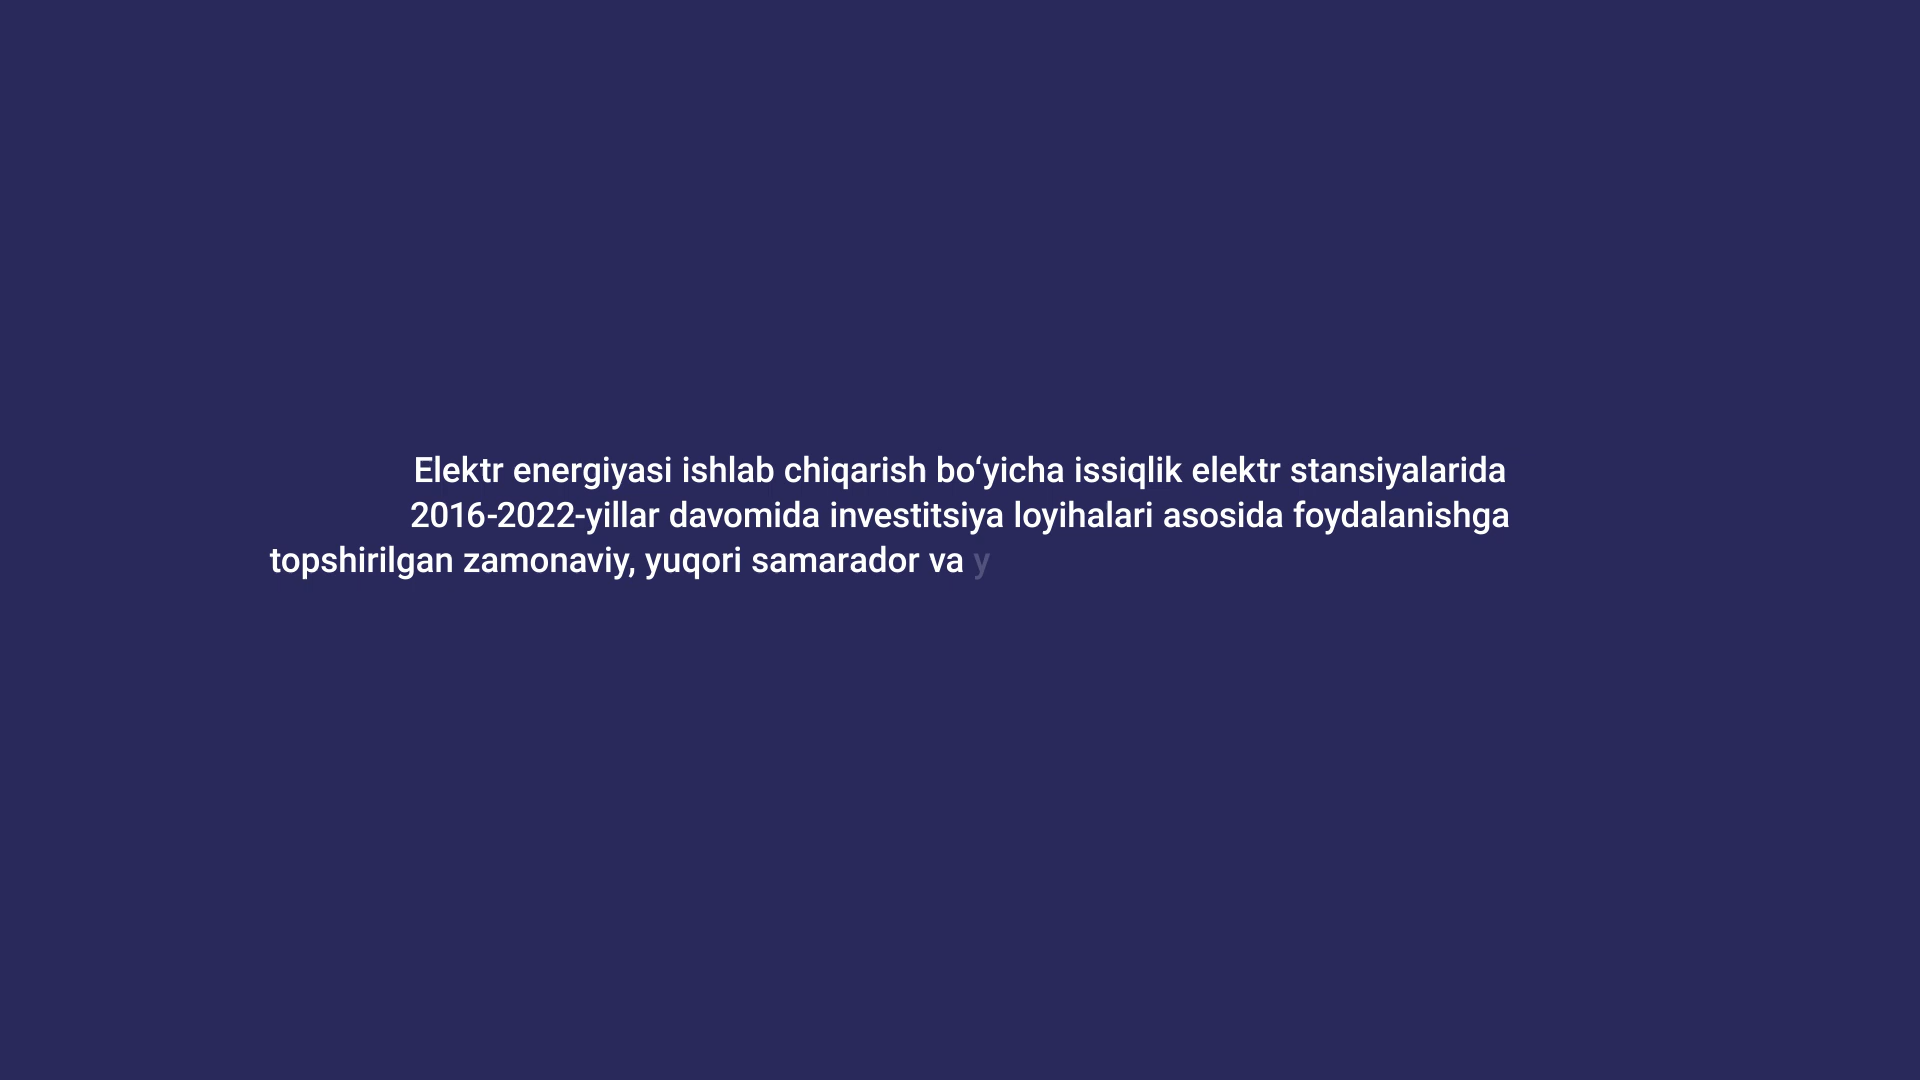 Elektr energiyasi ishlab chiqarish bo‘yicha issiqlik elektr stansiyalarida
2016-2022-yillar davomida investitsiya loyihalari asosida foydalanishga
topshirilgan zamonaviy, yuqori samarador va y